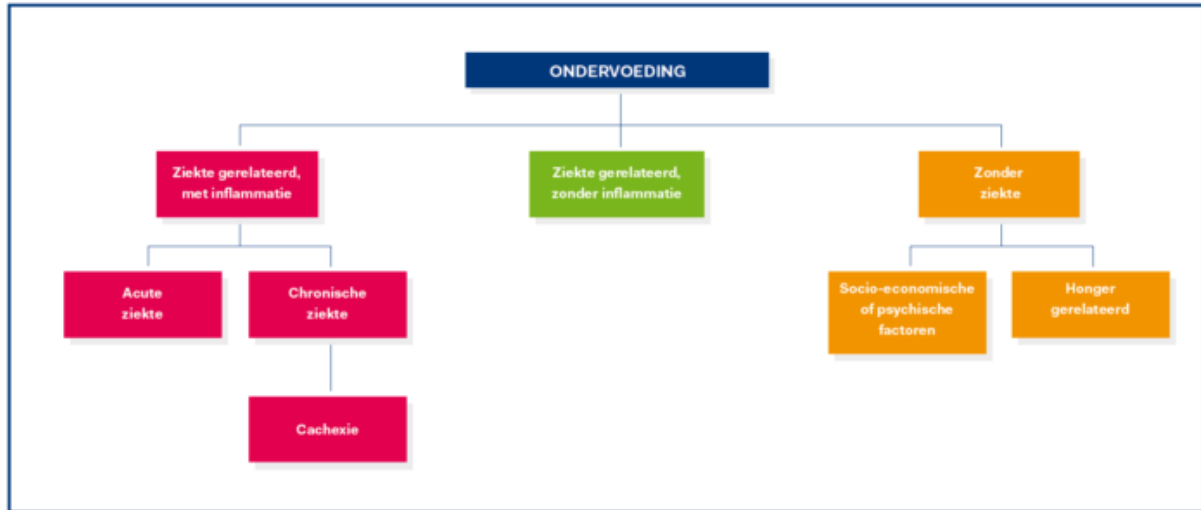 ONDERVOEDING
Ziekte gerelateerd,
met inflammatie
Ziekte gerelateerd,
zonder inflammatie
Zonder
ziekte
Acute
ziekte
Chronische
ziekte
Socio-economische
of psychische
factoren
Honger
gerelateerd
Cachexie